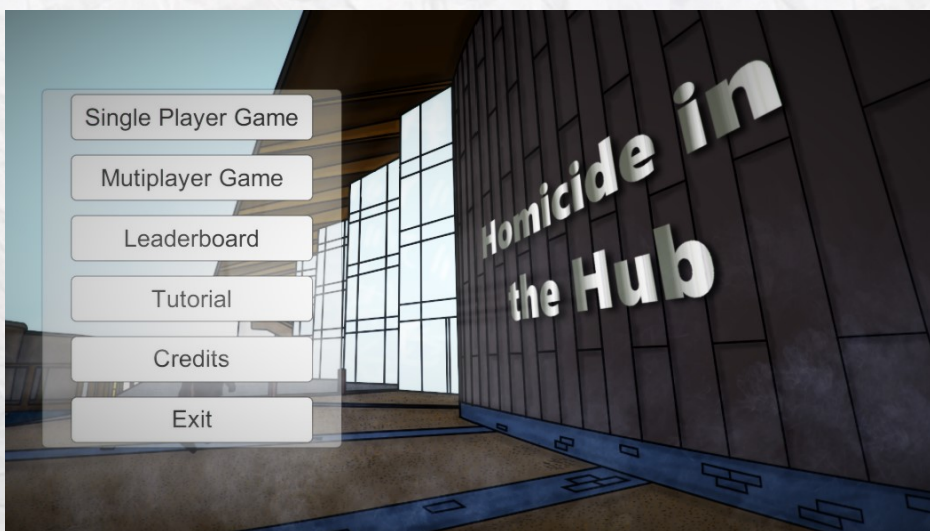 Single Player Game
Mutiplayer Game
Leaderboard
Tutorial
Credits
Exit
Homicide in
the Hub